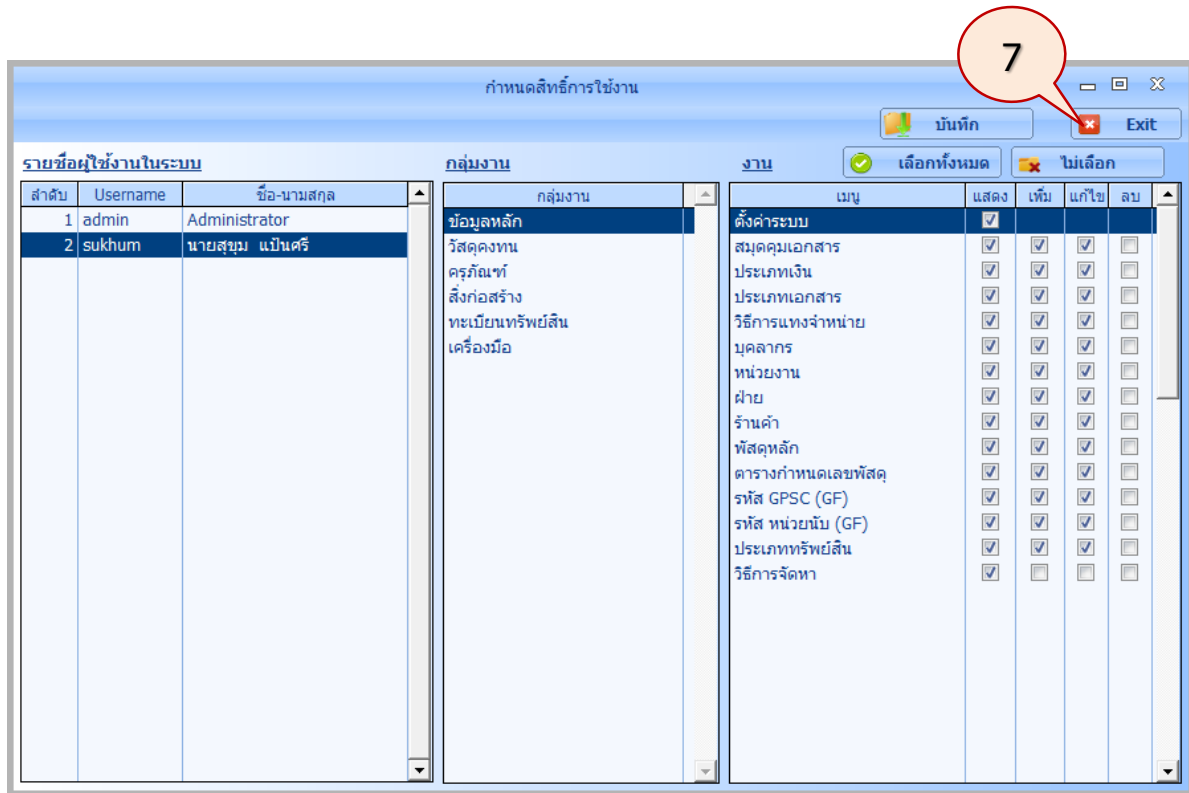 7
กำหนดสิทธิ์การใช้งาน
บันทึก Exit
รายชื่อผู้ใช้งานในระบบ กลุ่มงาน งาน เลือกทั้งหมด ไม่เลือก
ลำดับ Username ชื่อ-นามสกุล กลุ่มงาน เมนู แสดง เพิ่ม แก้ไข ลบ
1 admin Administrator ข้อมูลหลัก ตั้งค่าระบบ
2 sukhum นายสุขุม แป้นศรี วัสดุคงทน สมุดคุมเอกสาร
ครุภัณฑ์ ประเภทเงิน
สิ่งก่อสร้าง ประเภทเอกสาร
ทะเบียนทรัพย์สิน วิธีการแทงจำหน่าย
เครื่องมือ บุคลากร
หน่วยงาน
ฝ่าย
ร้านค้า
พัสดุหลัก
ตารางกำหนดเลขพัสดุ
รหัส GPSC (GF)
รหัส หน่วยนับ (GF)
ประเภททรัพย์สิน
วิธีการจัดหา